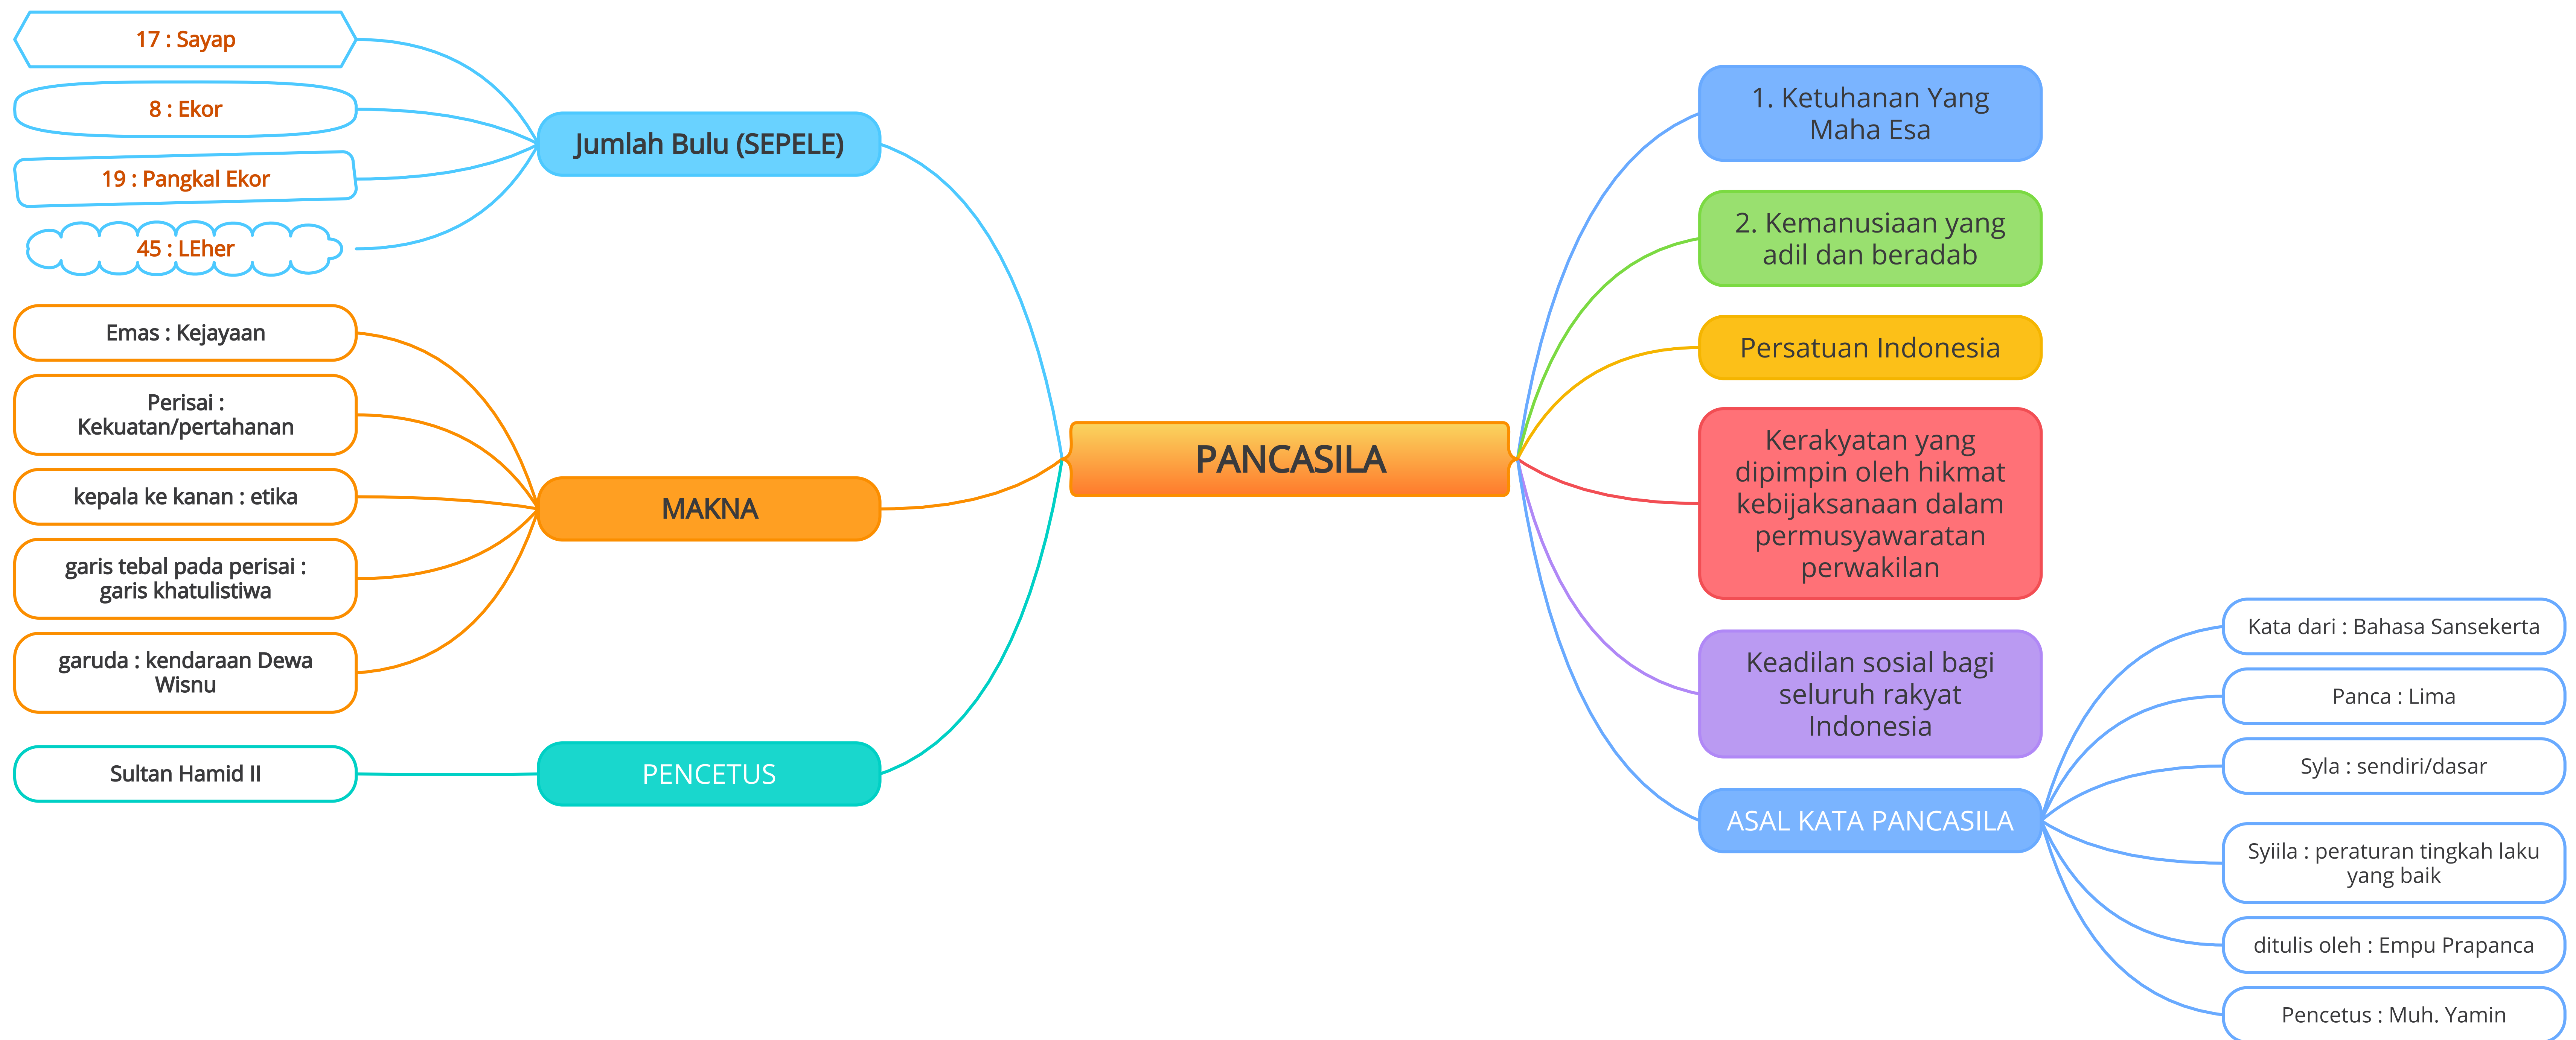 PANCASILA
1. Ketuhanan Yang
Maha Esa
2. Kemanusiaan yang
adil dan beradab
Persatuan Indonesia
Kerakyatan yang
dipimpin oleh hikmat
kebijaksanaan dalam
permusyawaratan
perwakilan
Keadilan sosial bagi
seluruh rakyat
Indonesia
ASAL KATA PANCASILA
Kata dari : Bahasa Sansekerta
Panca : Lima
Syla : sendiri/dasar
Syiila : peraturan tingkah laku
yang baik
ditulis oleh : Empu Prapanca
Pencetus : Muh. Yamin
Jumlah Bulu (SEPELE)
17 : Sayap
8 : Ekor
19 : Pangkal Ekor
45 : LEher
MAKNA
Emas : Kejayaan
Perisai :
Kekuatan/pertahanan
kepala ke kanan : etika
garis tebal pada perisai :
garis khatulistiwa
garuda : kendaraan Dewa
Wisnu
PENCETUS
Sultan Hamid II